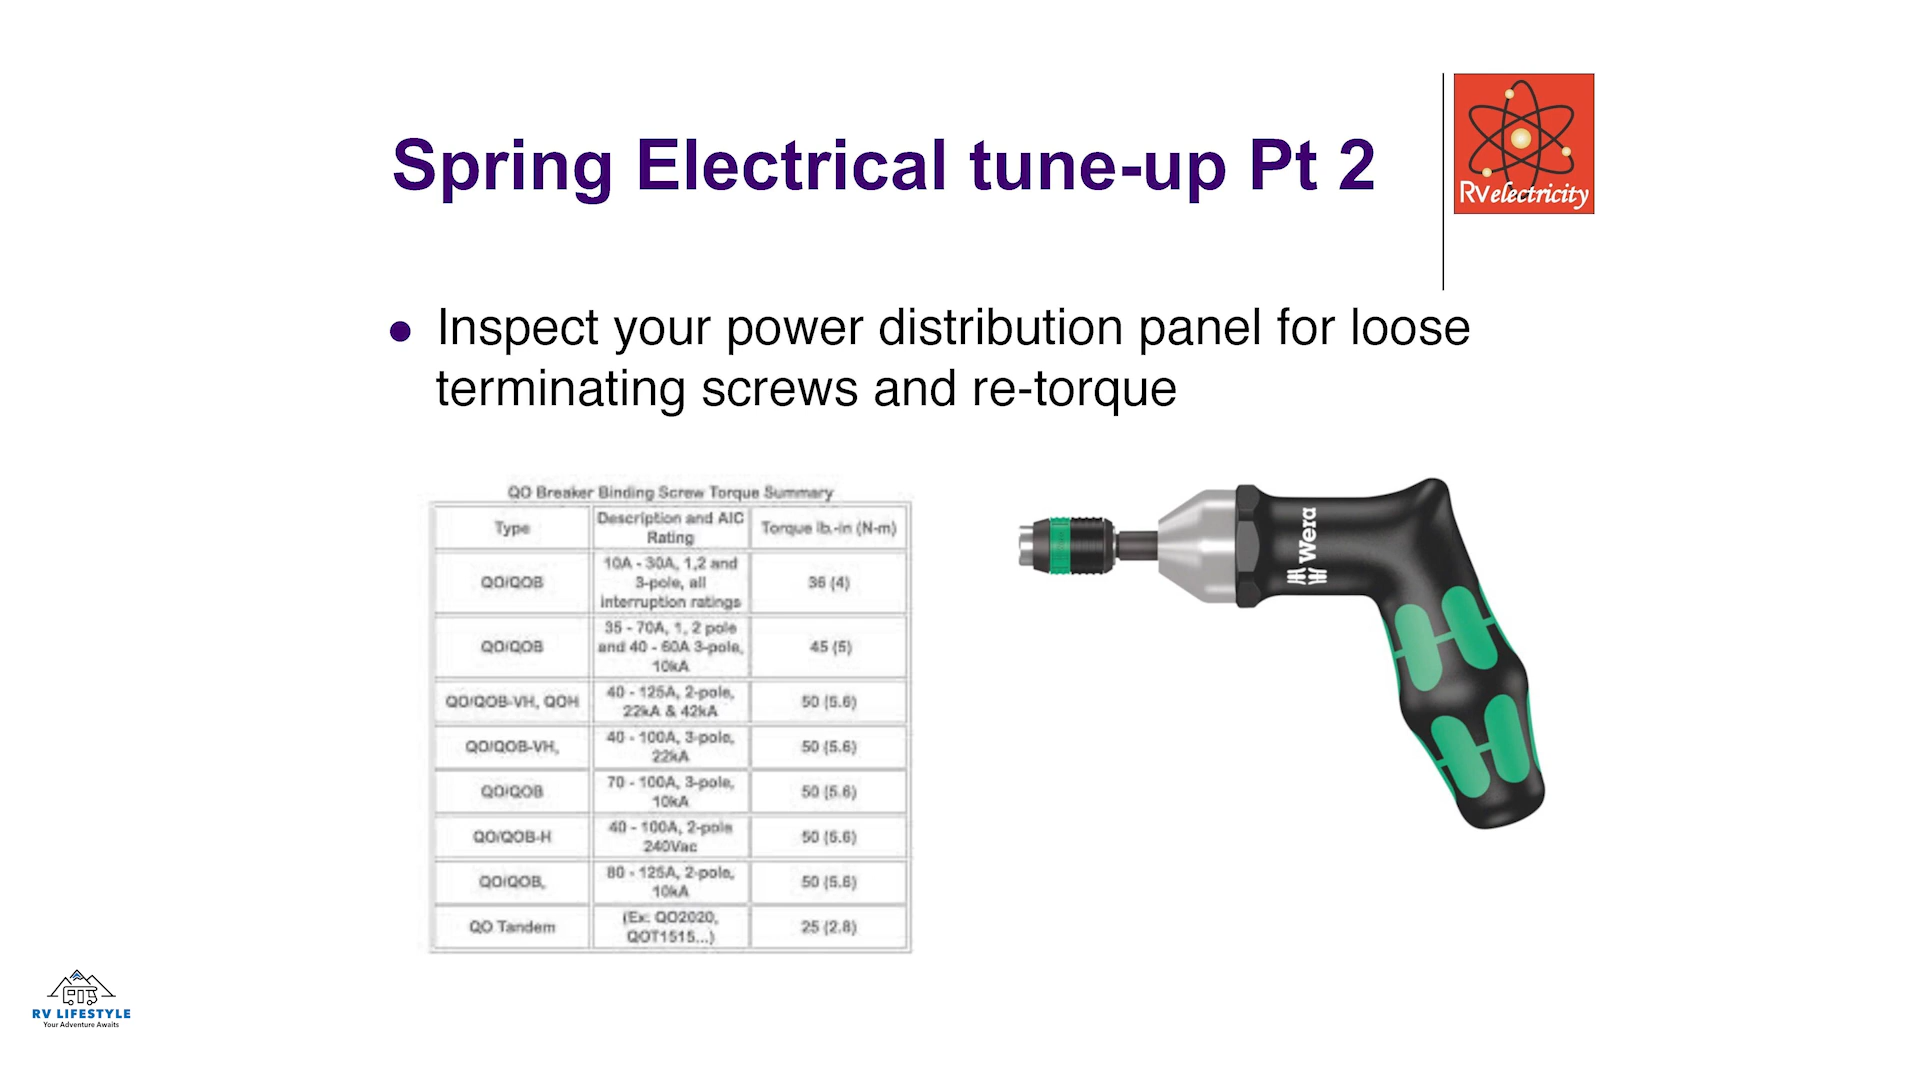 Spring Electrical tune-up Pt 2
RVelectricity
● Inspect your power distribution panel for loose
terminating screws and re-torque
QO Breaker Binding Screw Torque Summary
Type
Description and AIC
Rating
Torque lb.-in (N-m)
QO/QOB
10A - 30A, 1,2 and
3-pole, all
interruption ratings
36 (4)
QO/QOB
35 - 70A, 1, 2 pole
and 40 - 60A 3-pole,
10kA
45 (5)
QO/QOB-VH, QOH
40 - 125A, 2-pole,
22kA & 42kA
50 (5.6)
QO/QOB-VH,
40 - 100A, 3-pole,
22kA
50 (5.6)
QO/QOB
70 - 100A, 3-pole,
10kA
50 (5.6)
QO/QOB-H
40 - 100A, 2-pole
240Vac
50 (5.6)
QO/QOB,
80 - 125A, 2-pole,
10kA
50 (5.6)
QO Tandem
(Ex: QO2020,
QOT1515...)
25 (2.8)
Wera
RV LIFESTYLE
Your Adventure Awaits